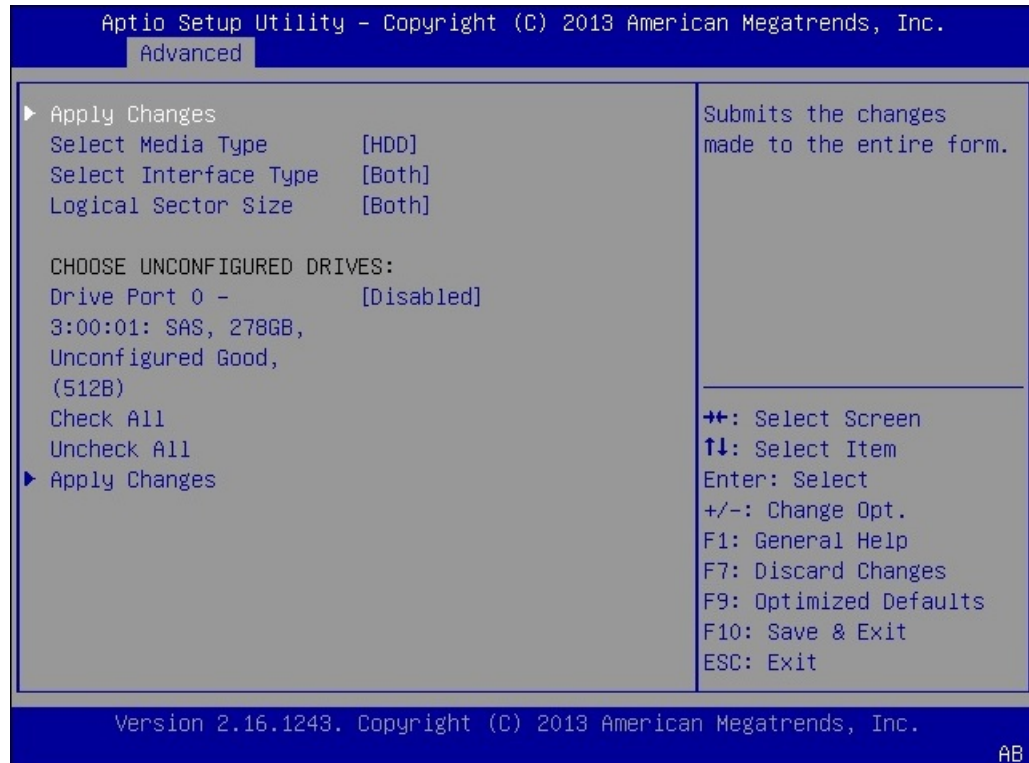 Aptio Setup Utility – Copyright (C) 2013 American Megatrends, Inc.
Advanced
▶ Apply Changes
Select Media Type [HDD]
Select Interface Type [Both]
Logical Sector Size [Both]
CHOOSE UNCONFIGURED DRIVES:
Drive Port 0 – [Disabled]
3:00:01: SAS, 278GB,
Unconfigured Good,
(512B)
Check All
Uncheck All
▶ Apply Changes
Submits the changes
made to the entire form.
→←: Select Screen
↑↓: Select Item
Enter: Select
+/-: Change Opt.
F1: General Help
F7: Discard Changes
F9: Optimized Defaults
F10: Save & Exit
ESC: Exit
Version 2.16.1243. Copyright (C) 2013 American Megatrends, Inc.
AB